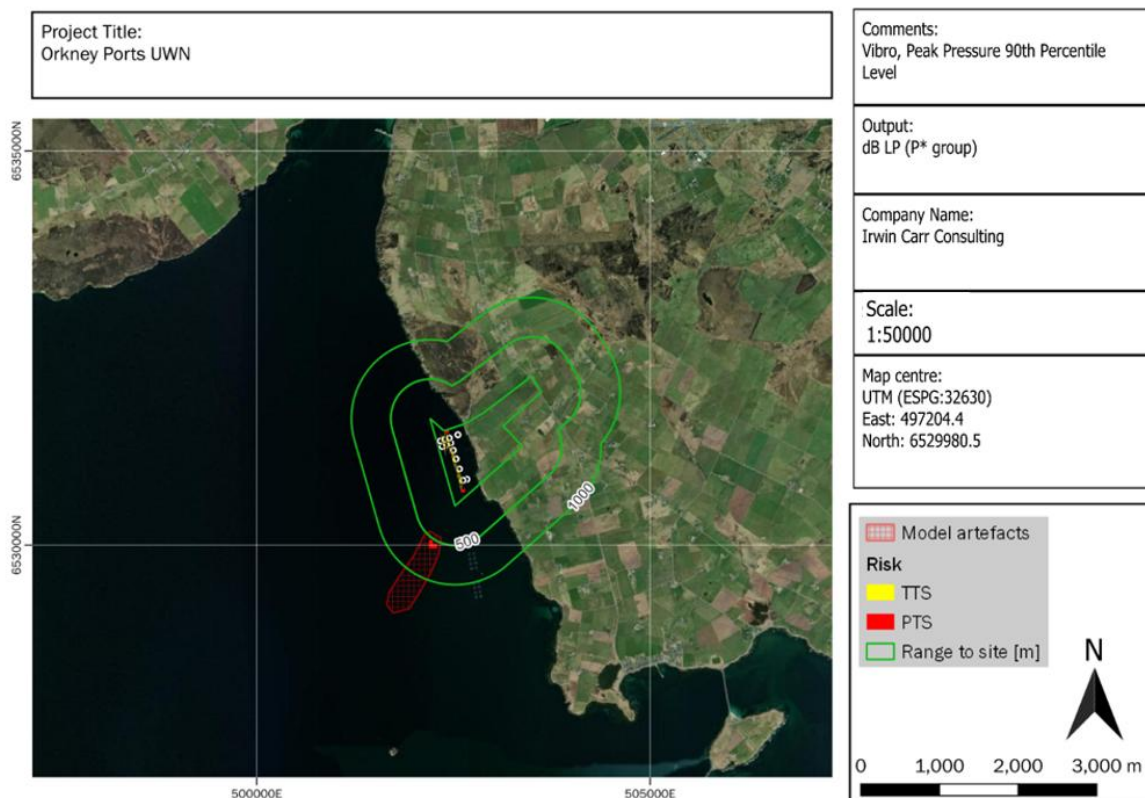 Project Title:
Orkney Ports UWN
Comments:
Vibro, Peak Pressure 90th Percentile
Level
Output:
dB LP (P* group)
Company Name:
Irwin Carr Consulting
Scale:
1:50000
Map centre:
UTM (ESPG:32630)
East: 497204.4
North: 6529980.5
6535000N
6530000N
500000E
505000E
500
1000
Model artefacts
Risk
TTS
PTS
Range to site [m]
N
0 1,000 2,000 3,000 m